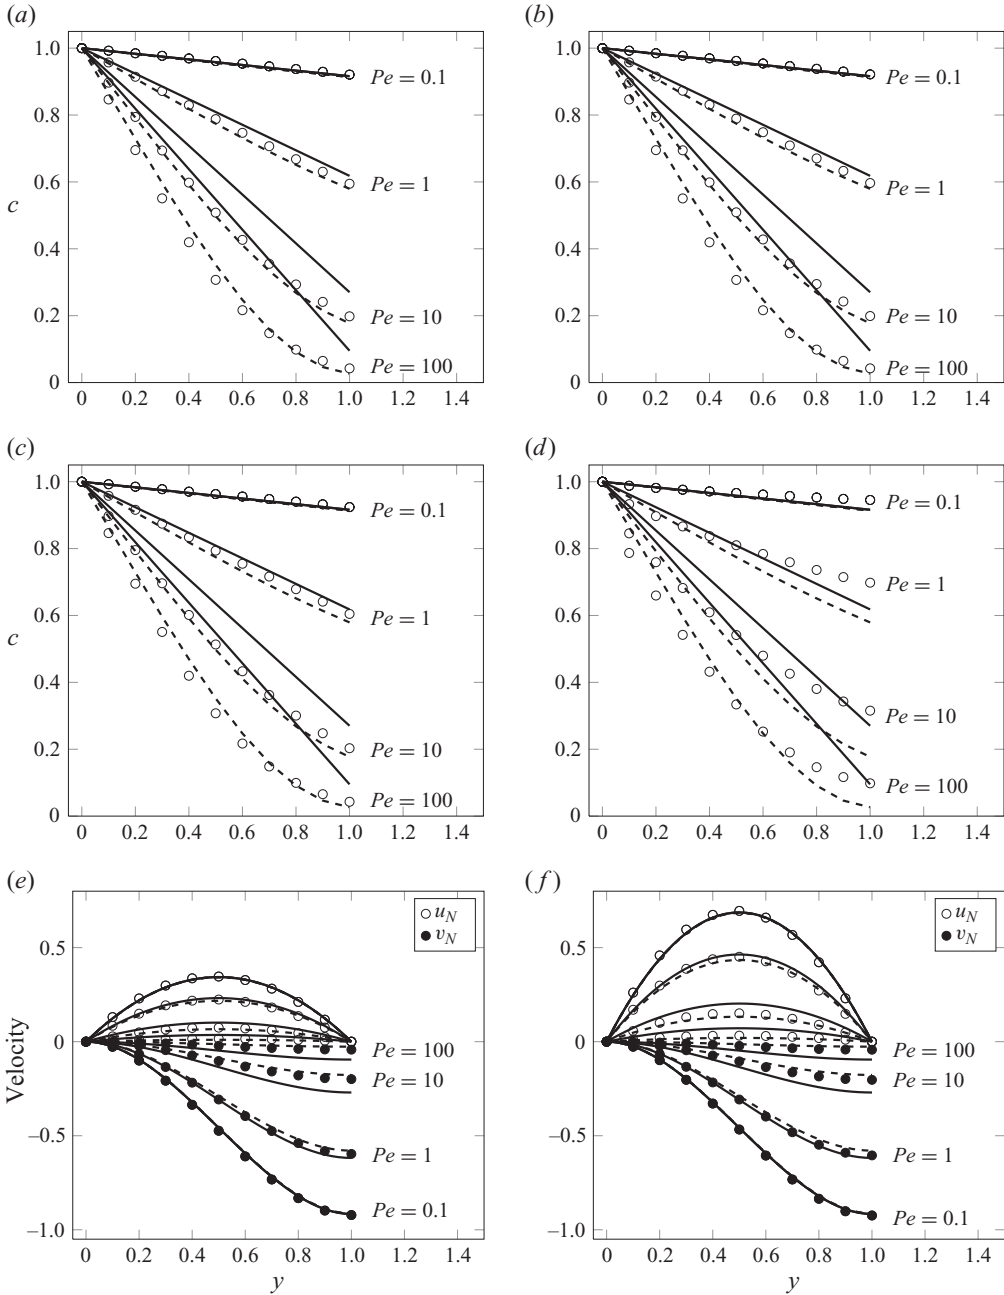 (a) (b)
1.0 1.0
Pe = 0.1 Pe = 0.1
0.8 0.8
0.6 0.6
Pe = 1 Pe = 1
c
0.4 0.4
0.2 0.2
Pe = 10 Pe = 10
Pe = 100 Pe = 100
0 0
0 0.2 0.4 0.6 0.8 1.0 1.2 1.4 0 0.2 0.4 0.6 0.8 1.0 1.2 1.4
(c) (d)
1.0 1.0
Pe = 0.1 Pe = 0.1
0.8 0.8
Pe = 1
0.6 0.6
Pe = 1
c
0.4 0.4
Pe = 10
0.2 0.2
Pe = 10
Pe = 100
Pe = 100
0 0
0 0.2 0.4 0.6 0.8 1.0 1.2 1.4 0 0.2 0.4 0.6 0.8 1.0 1.2 1.4
(e) (f)
u_N u_N
v_N v_N
0.5 0.5
Velocity
0 0
Pe = 100 Pe = 100
Pe = 10 Pe = 10
−0.5 −0.5
Pe = 1 Pe = 1
Pe = 0.1 Pe = 0.1
−1.0 −1.0
0 0.2 0.4 0.6 0.8 1.0 1.2 1.4 0 0.2 0.4 0.6 0.8 1.0 1.2 1.4
y y